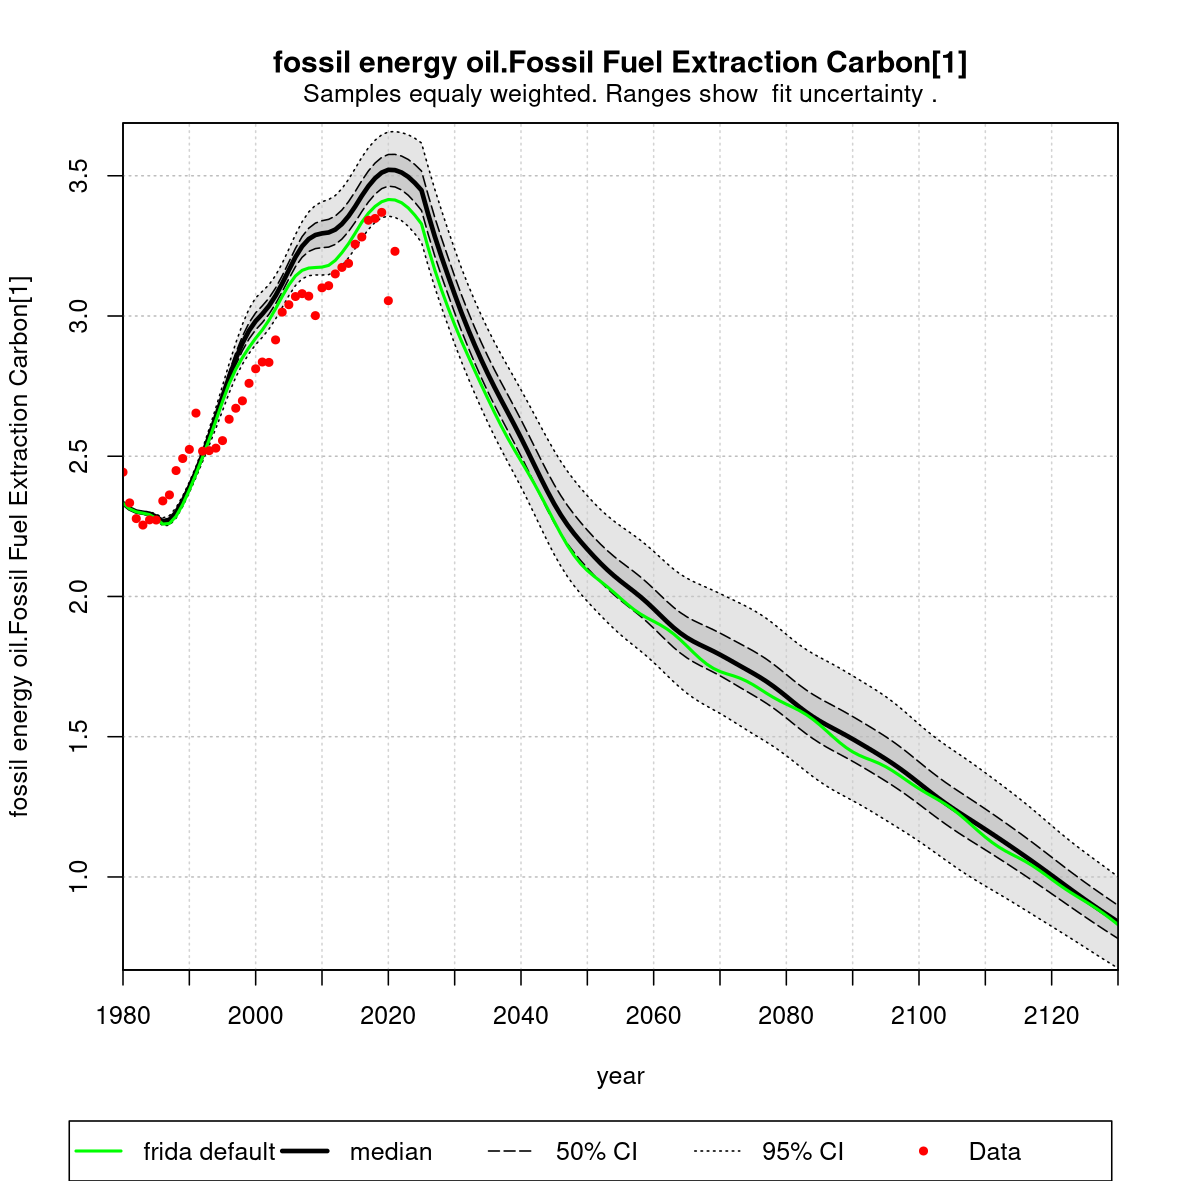 fossil energy oil.Fossil Fuel Extraction Carbon[1]
Samples equaly weighted. Ranges show  fit uncertainty .
fossil energy oil.Fossil Fuel Extraction Carbon[1]
3.5
3.0
2.5
2.0
1.5
1.0
1980 2000 2020 2040 2060 2080 2100 2120
year
frida default median 50% CI 95% CI Data